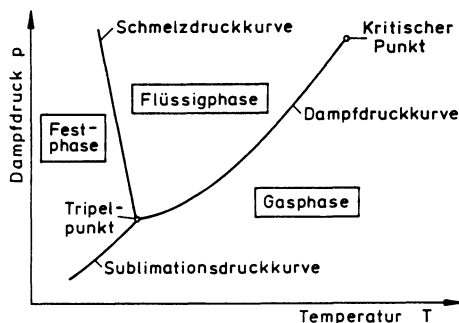 Schmelzdruckkurve
Kritischer
Punkt
Flüssigphase
Dampfdruckkurve
Fest-
phase
Dampfdruck p
Gasphase
Tripel-
punkt
Sublimationsdruckkurve
Temperatur T